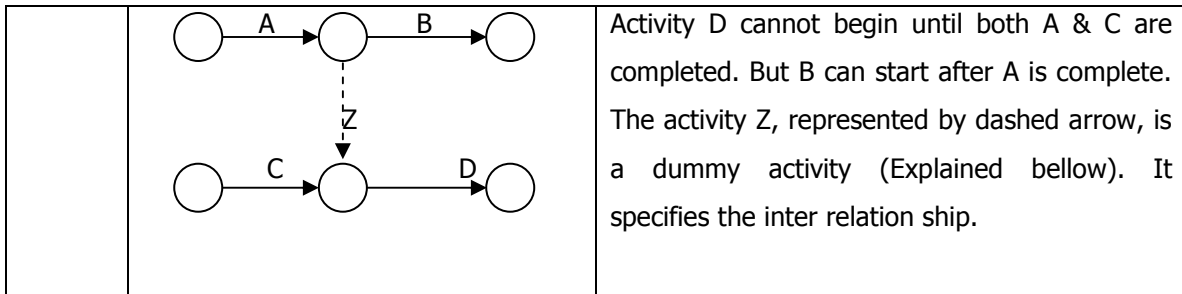 A B
Z
C D
Activity D cannot begin until both A & C are
completed. But B can start after A is complete.
The activity Z, represented by dashed arrow, is
a dummy activity (Explained bellow). It
specifies the inter relation ship.